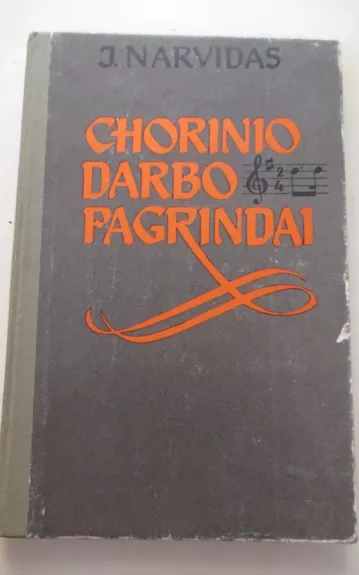 J. NARVIDAS
CHORINIO
DARBO
PAGRINDAI